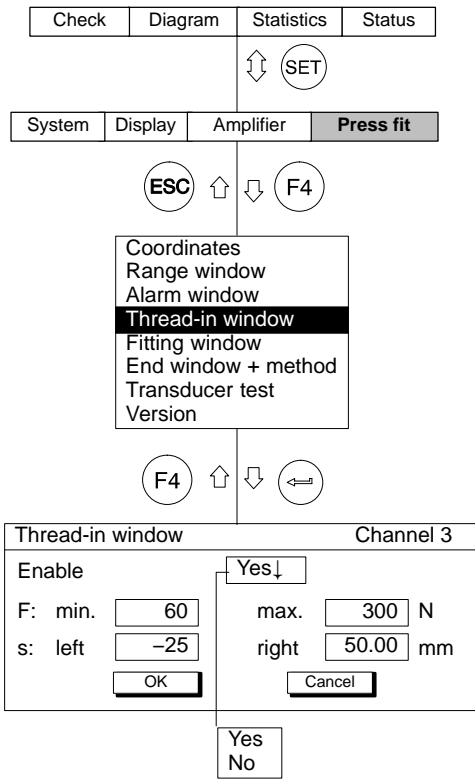 Check Diagram Statistics Status
SET
System Display Amplifier Press fit
ESC F4
Coordinates
Range window
Alarm window
Thread-in window
Fitting window
End window + method
Transducer test
Version
F4
Thread-in window Channel 3
Enable Yes↓
F: min. 60 max. 300 N
s: left –25 right 50.00 mm
OK Cancel
Yes
No